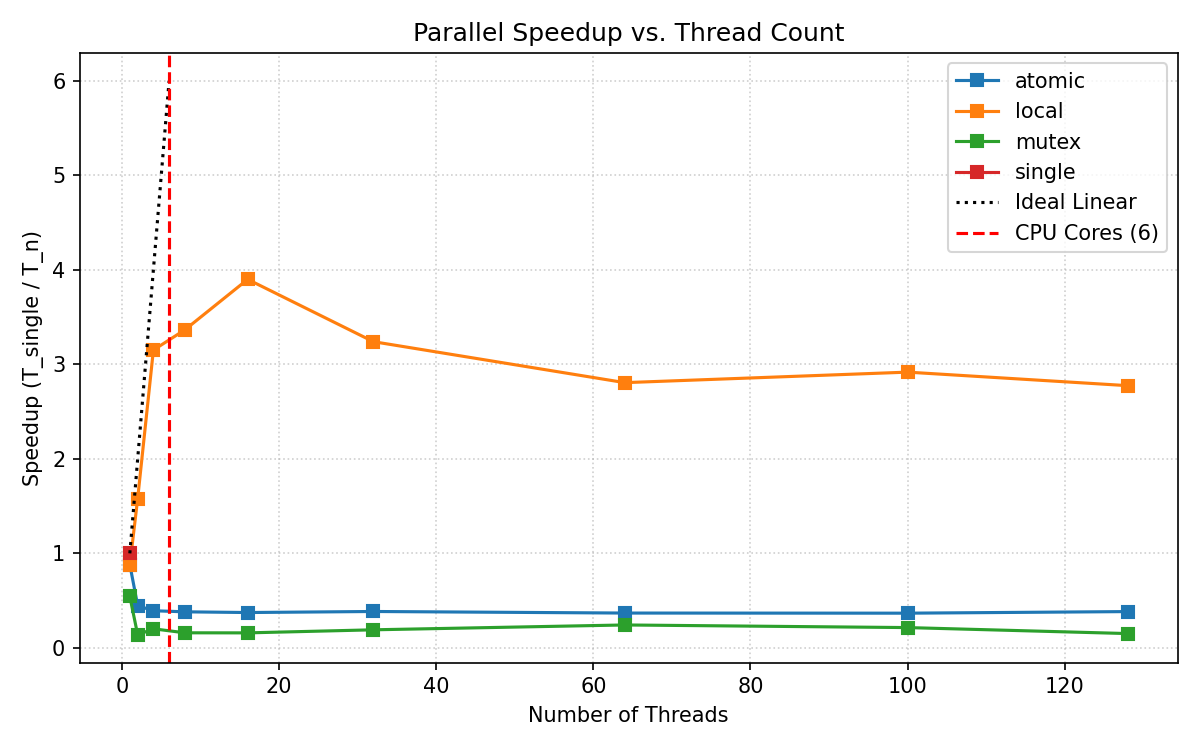 Parallel Speedup vs. Thread Count
Speedup (T_single / T_n)
6
5
4
3
2
1
0
0 20 40 60 80 100 120
Number of Threads
atomic
local
mutex
single
Ideal Linear
CPU Cores (6)